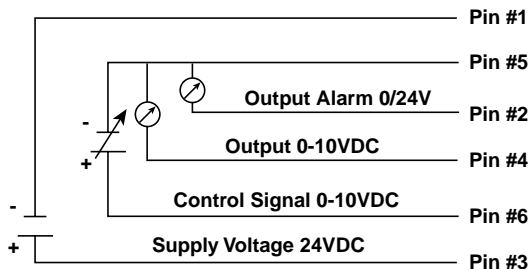 Pin #1
Pin #5
Output Alarm 0/24V
Pin #2
-
Output 0-10VDC
+
Pin #4
Control Signal 0-10VDC
-
Pin #6
+
Supply Voltage 24VDC
Pin #3